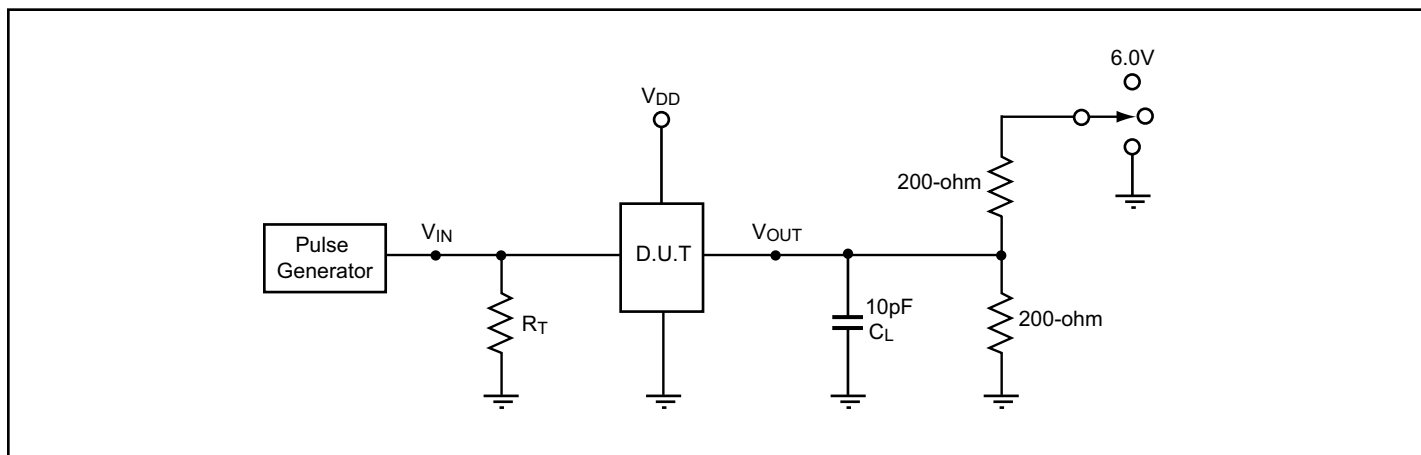 6.0V
VDD
200-ohm
VIN
VOUT
Pulse
Generator
D.U.T
RT
10pF
CL
200-ohm